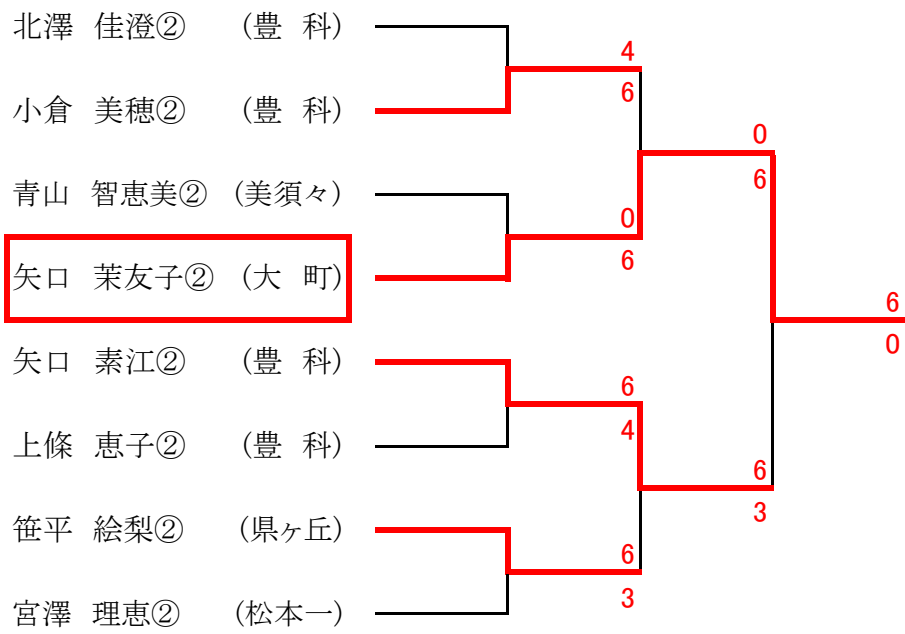 北澤 佳澄② (豊 科)
小倉 美穂② (豊 科)
青山 智恵美② (美須々)
矢口 茉友子② (大 町)
矢口 素江② (豊 科)
上條 恵子② (豊 科)
笹平 絵梨② (県ヶ丘)
宮澤 理恵② (松本一)
4
6
0
6
6
4
6
3
0
6
6
3
6
0